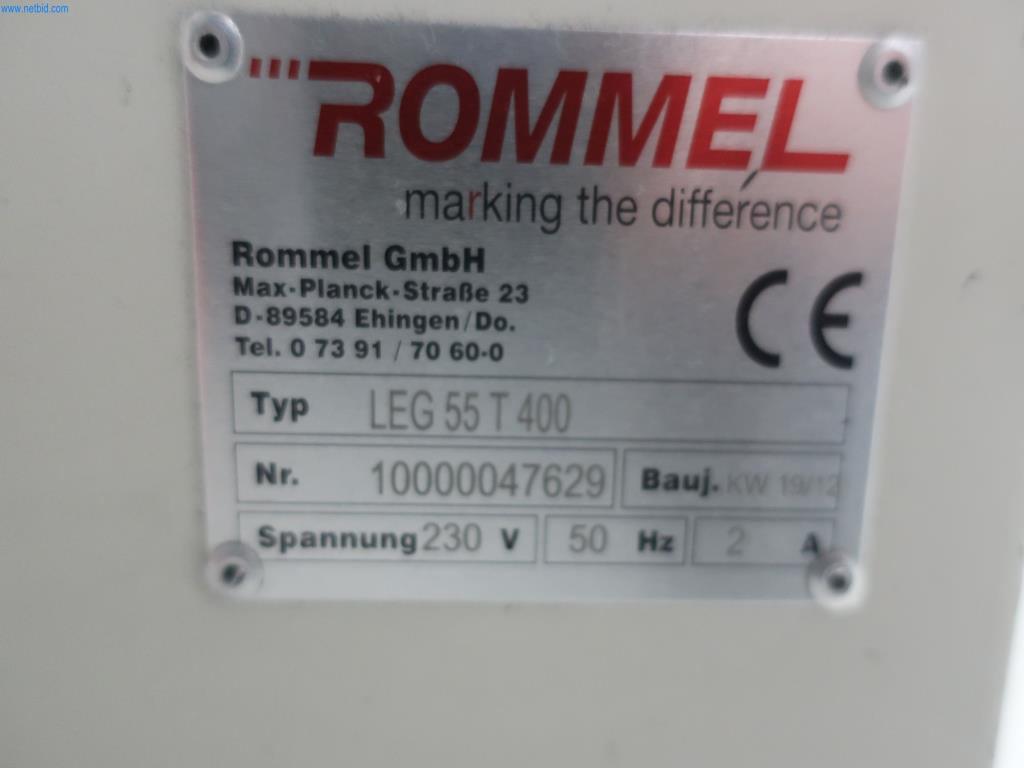 www.netbid.com
ROMMEL
marking the difference
Rommel GmbH
Max-Planck-Straße 23
D-89584 Ehingen/Do.
Tel. 0 73 91 / 70 60-0
CE
Typ LEG 55 T 400
Nr. 10000047629 Bauj. KW 19/12
Spannung 230 V 50 Hz 2 A